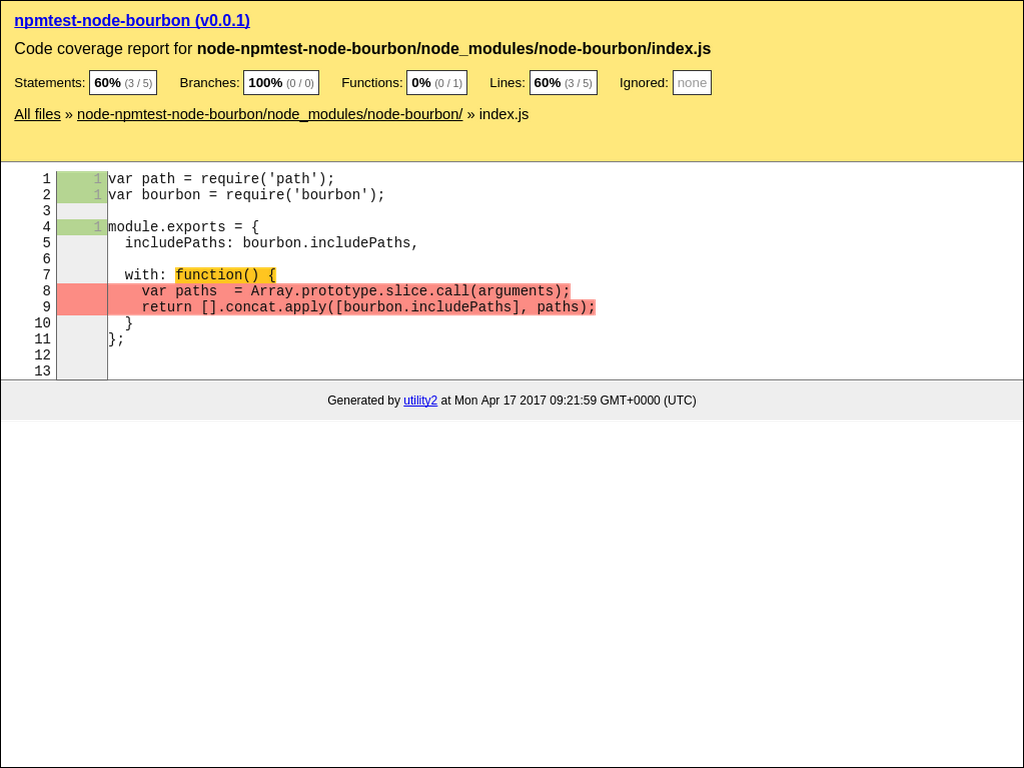 npmtest-node-bourbon (v0.0.1)
Code coverage report for node-npmtest-node-bourbon/node_modules/node-bourbon/index.js
Statements: 60% (3 / 5) Branches: 100% (0 / 0) Functions: 0% (0 / 1) Lines: 60% (3 / 5) Ignored: none
All files » node-npmtest-node-bourbon/node_modules/node-bourbon/ » index.js
1 1 var path = require('path');
2 1 var bourbon = require('bourbon');
3
4 1 module.exports = {
5   includePaths: bourbon.includePaths,
6
7   with: function() {
8     var paths  = Array.prototype.slice.call(arguments);
9     return [].concat.apply([bourbon.includePaths], paths);
10   }
11 };
12
13
Generated by utility2 at Mon Apr 17 2017 09:21:59 GMT+0000 (UTC)